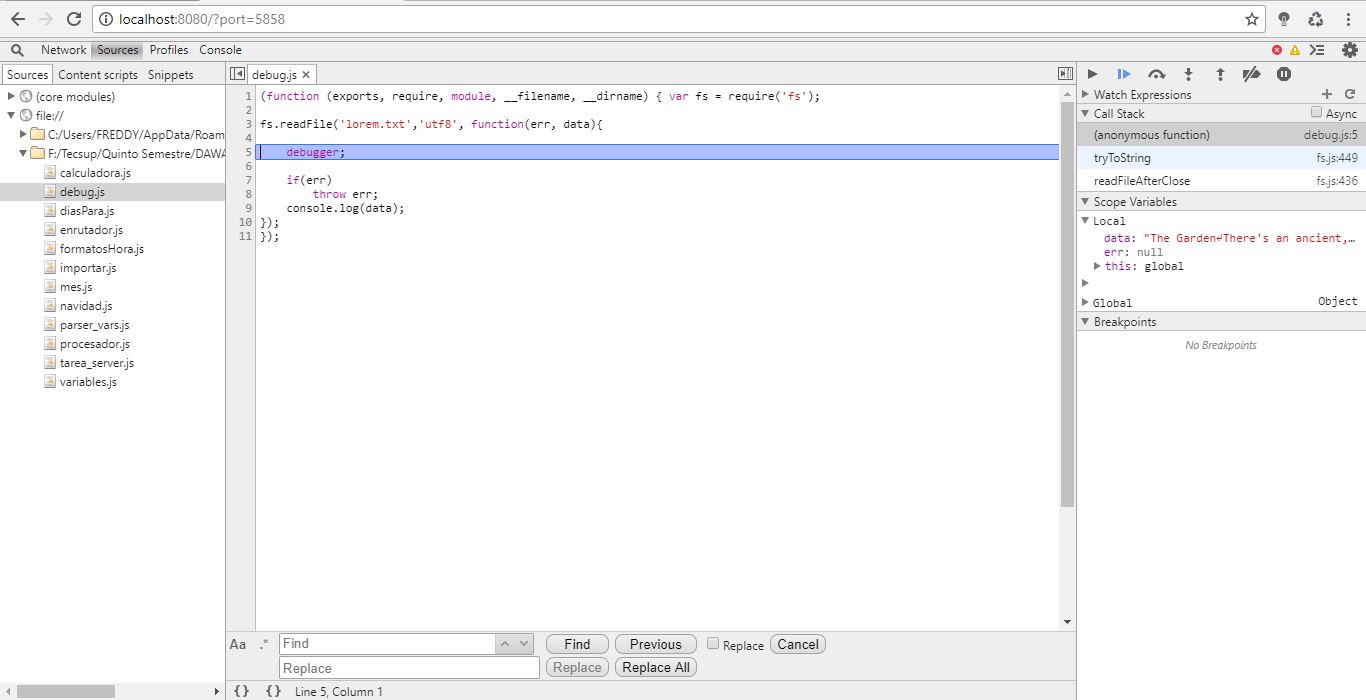 localhost:8080/?port=5858
Network Sources Profiles Console
Sources Content scripts Snippets
(core modules)
file://
C:/Users/FREDDY/AppData/Roam
F:/Tecsup/Quinto Semestre/DAWA
calculadora.js
debug.js
diasPara.js
enrutador.js
formatosHora.js
importar.js
mes.js
navidad.js
parser_vars.js
procesador.js
tarea_server.js
variables.js
debug.js ×
1 (function (exports, require, module, __filename, __dirname) { var fs = require('fs');
2
3 fs.readFile('lorem.txt','utf8', function(err, data){
4
5     debugger;
6
7     if(err)
8         throw err;
9     console.log(data);
10 });
11 });
Aa .* Find Find Previous Replace Cancel
Replace Replace Replace All
{} {} Line 5, Column 1
Watch Expressions
Call Stack Async
(anonymous function) debug.js:5
tryToString fs.js:449
readFileAfterClose fs.js:436
Scope Variables
Local
data: "The Garden↵There's an ancient,…
err: null
this: global
Global Object
Breakpoints
No Breakpoints